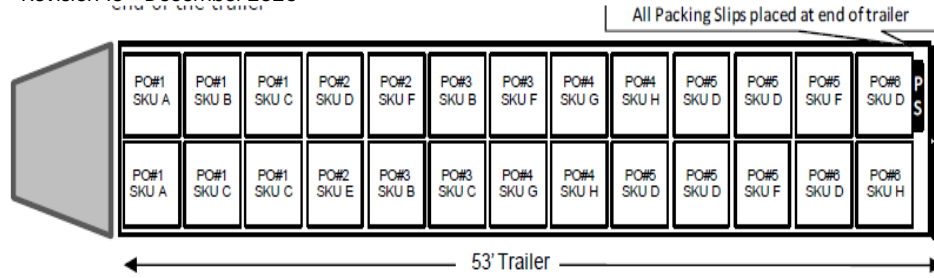 Revision December
end of the trailer
All Packing Slips placed at end of trailer
PO#1 PO#1 PO#1 PO#2 PO#2 PO#3 PO#3 PO#4 PO#4 PO#5 PO#5 PO#5 PO#6 P
SKU A SKU B SKU C SKU D SKU F SKU B SKU F SKU G SKU H SKU D SKU D SKU F SKU D S
PO#1 PO#1 PO#1 PO#2 PO#3 PO#3 PO#4 PO#4 PO#5 PO#5 PO#5 PO#6 PO#6
SKU A SKU C SKU C SKU E SKU B SKU C SKU G SKU H SKU D SKU D SKU F SKU D SKU H
53' Trailer